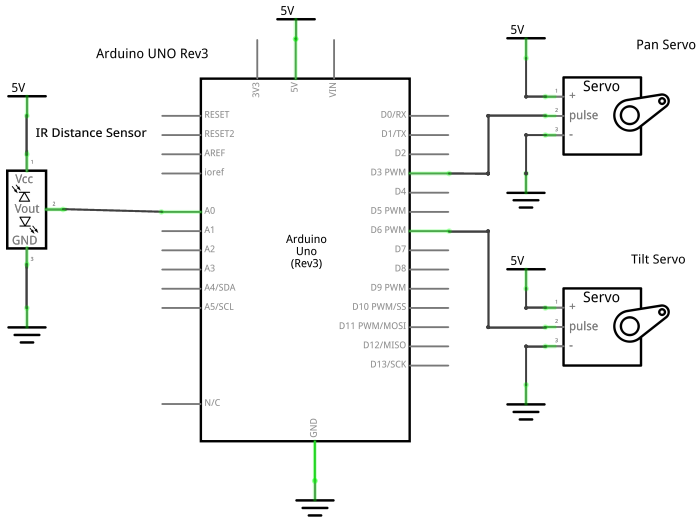 5V
Arduino UNO Rev3
3V3
5V
VIN
5V
IR Distance Sensor
1
Vcc
Vout
2
GND
3
RESET
RESET2
AREF
ioref
A0
A1
A2
A3
A4/SDA
A5/SCL
N/C
Arduino
Uno
(Rev3)
D0/RX
D1/TX
D2
D3 PWM
D4
D5 PWM
D6 PWM
D7
D8
D9 PWM
D10 PWM/SS
D11 PWM/MOSI
D12/MISO
D13/SCK
GND
5V
Pan Servo
Servo
1
+
2
pulse
3
-
5V
Tilt Servo
Servo
1
+
2
pulse
3
-